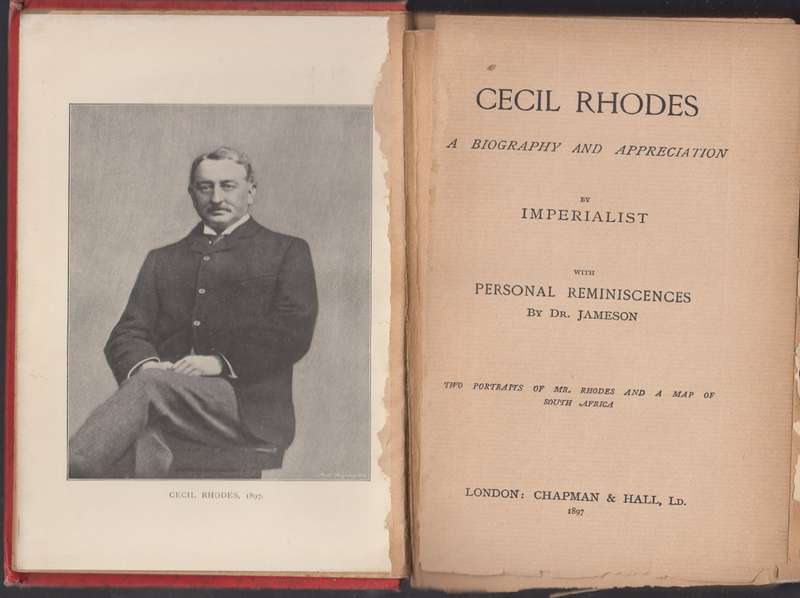 CECIL RHODES, 1897.
CECIL RHODES
A BIOGRAPHY AND APPRECIATION
BY
IMPERIALIST
WITH
PERSONAL REMINISCENCES
BY DR. JAMESON
TWO PORTRAITS OF MR. RHODES AND A MAP OF
SOUTH AFRICA
LONDON: CHAPMAN & HALL, LD.
1897